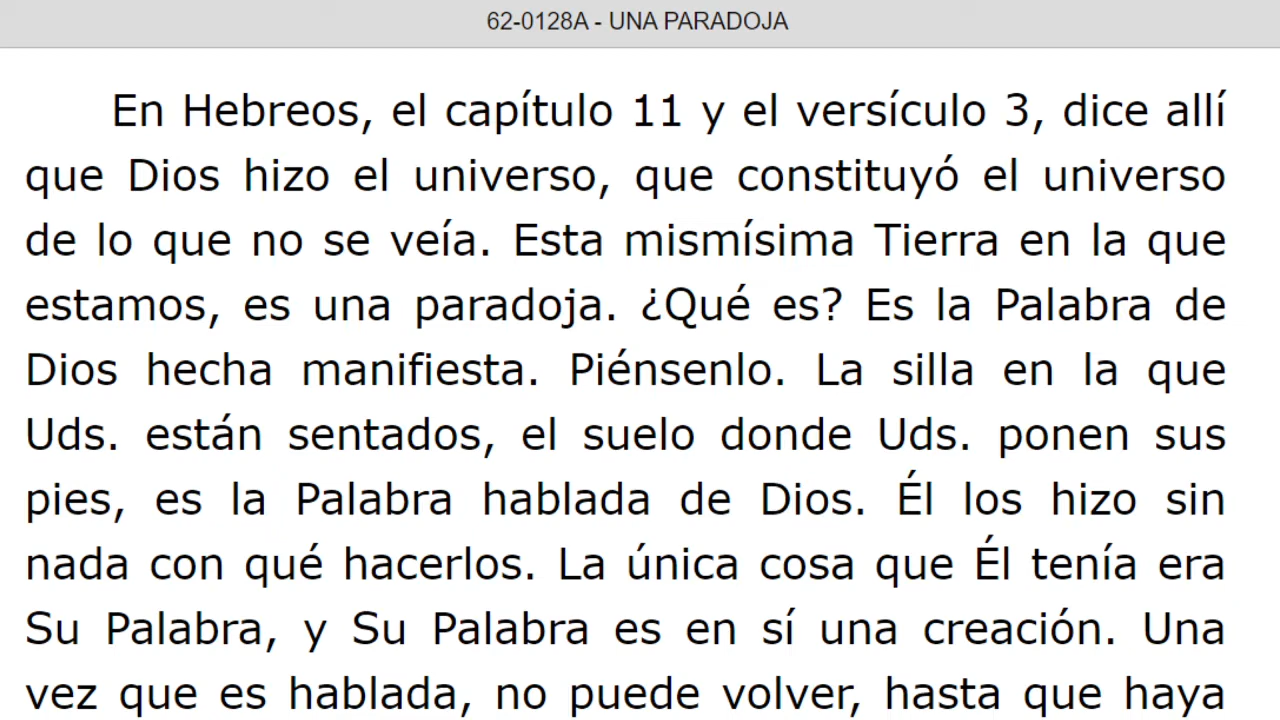 62-0128A - UNA PARADOJA
En Hebreos, el capítulo 11 y el versículo 3, dice allí
que Dios hizo el universo, que constituyó el universo
de lo que no se veía. Esta mismísima Tierra en la que
estamos, es una paradoja. ¿Qué es? Es la Palabra de
Dios hecha manifiesta. Piénsenlo. La silla en la que
Uds. están sentados, el suelo donde Uds. ponen sus
pies, es la Palabra hablada de Dios. Él los hizo sin
nada con qué hacerlos. La única cosa que Él tenía era
Su Palabra, y Su Palabra es en sí una creación. Una
vez que es hablada, no puede volver, hasta que haya